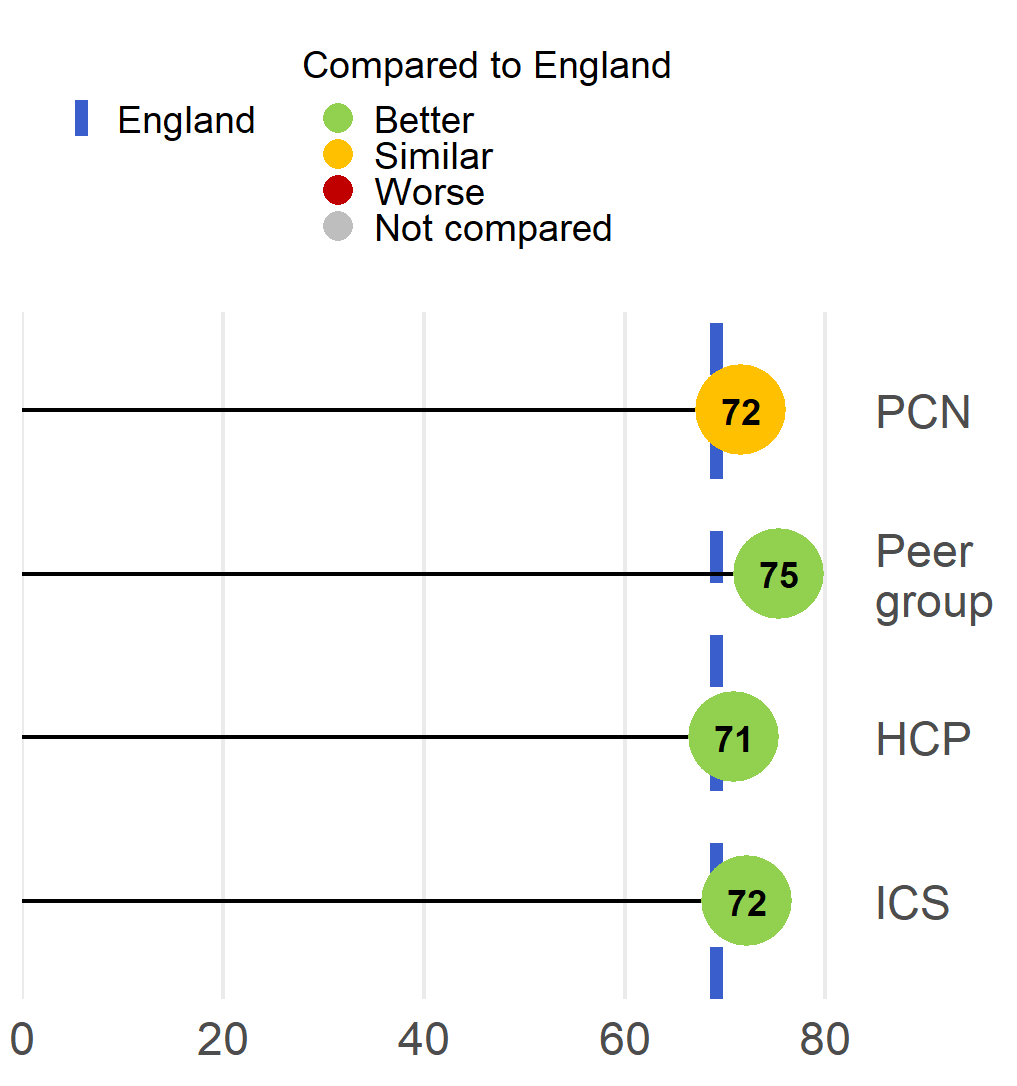 Compared to England
England
Better
Similar
Worse
Not compared
72
PCN
75
Peer
group
71
HCP
72
ICS
0 20 40 60 80